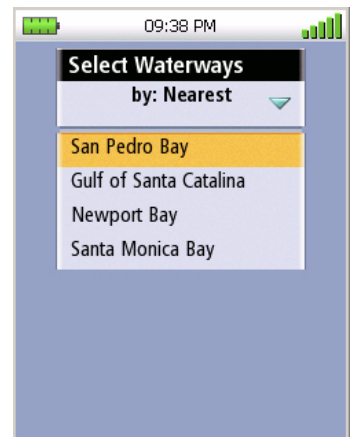 09:38 PM
Select Waterways
by: Nearest
San Pedro Bay
Gulf of Santa Catalina
Newport Bay
Santa Monica Bay